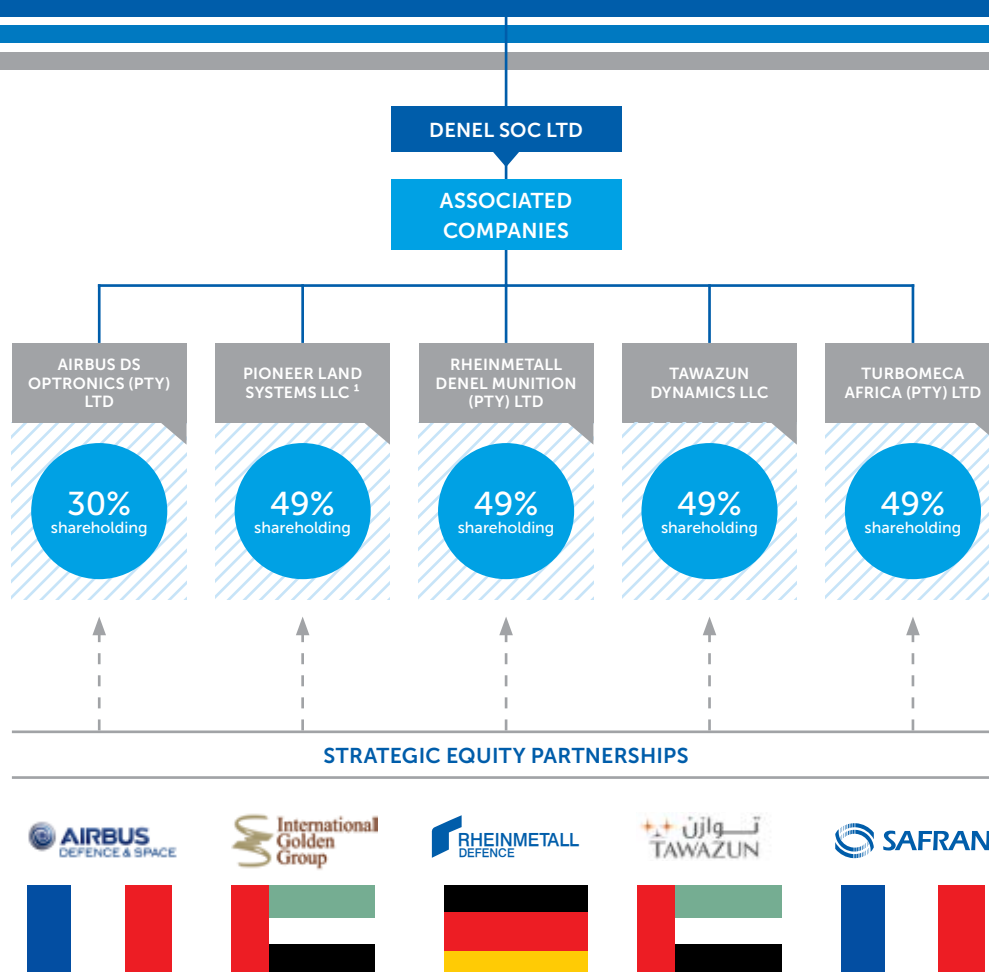 DENEL SOC LTD
ASSOCIATED
COMPANIES
AIRBUS DS
OPTRONICS (PTY)
LTD
30%
shareholding
PIONEER LAND
SYSTEMS LLC 1
49%
shareholding
RHEINMETALL
DENEL MUNITION
(PTY) LTD
49%
shareholding
TAWAZUN
DYNAMICS LLC
49%
shareholding
TURBOMECA
AFRICA (PTY) LTD
49%
shareholding
STRATEGIC EQUITY PARTNERSHIPS
AIRBUS
DEFENCE & SPACE
International
Golden
Group
RHEINMETALL
DEFENCE
تـــوازن
TAWAZUN
SAFRAN